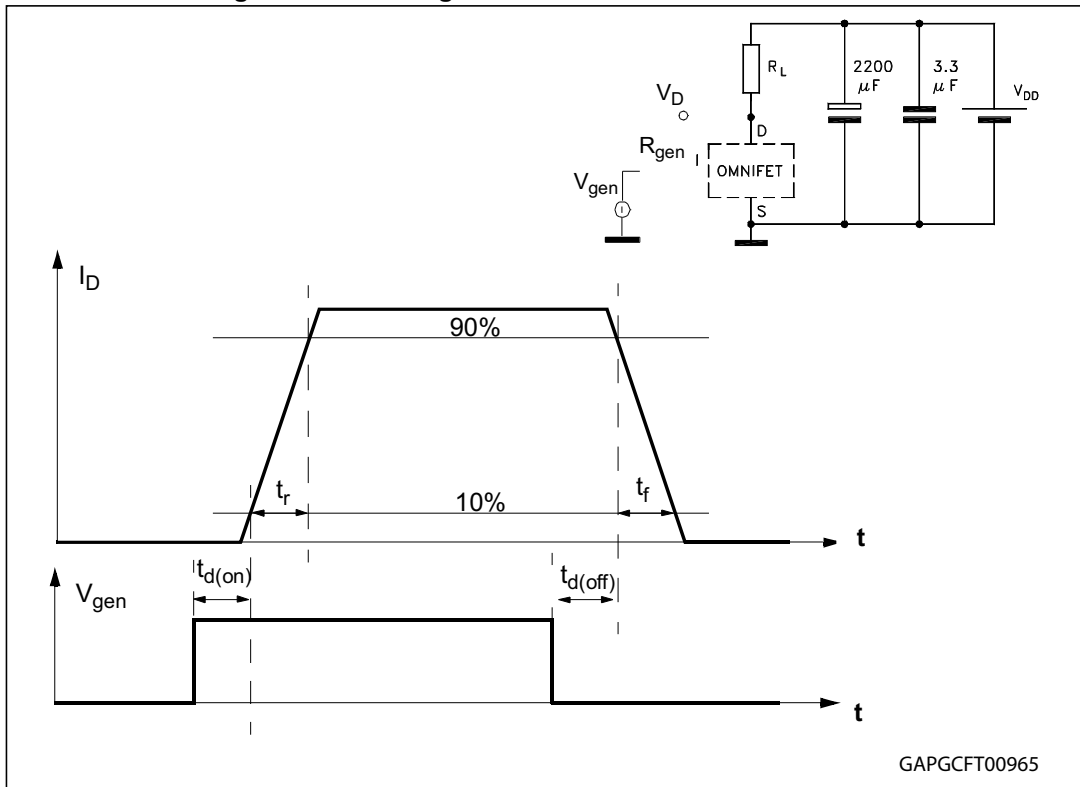 R_L
2200
µF
3.3
µF
V_DD
V_D
D
R_gen
I
OMNIFET
V_gen
S
I_D
90%
t_r
10%
t_f
t
t_d(on)
t_d(off)
V_gen
t
GAPGCFT00965